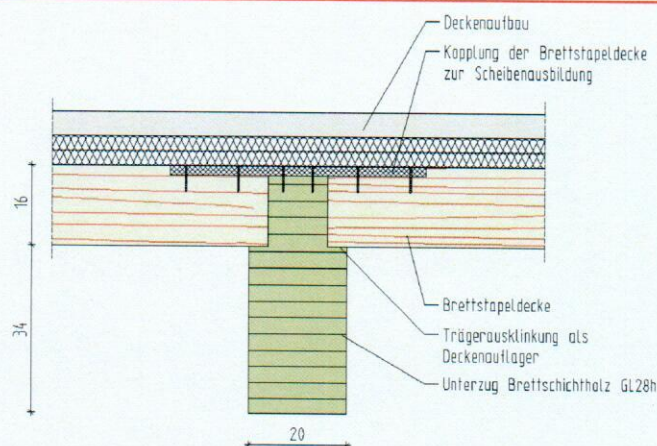 Deckenaufbau
Kopplung der Brettstapeldecke
zur Scheibenausbildung
16
34
Brettstapeldecke
Trägerausklinkung als
Deckenauflager
Unterzug Brettschichtholz GL28h
20